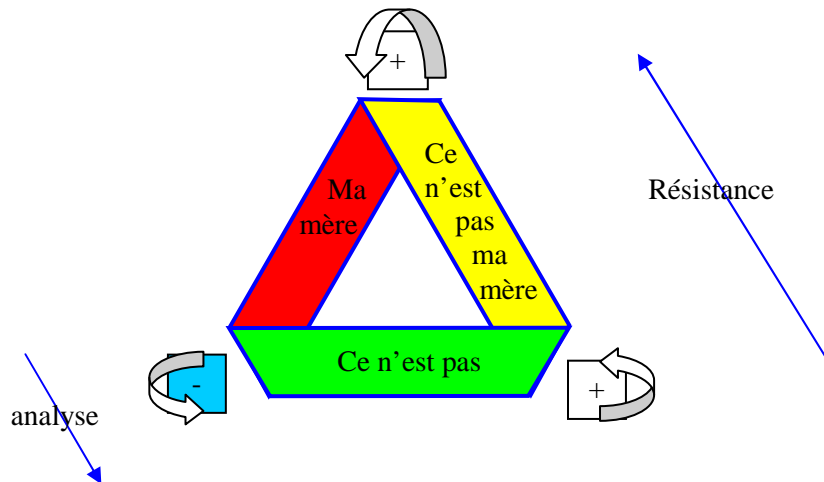 +
Ma
mère
Ce
n’est
pas
ma
mère
Résistance
Ce n’est pas
-
+
analyse